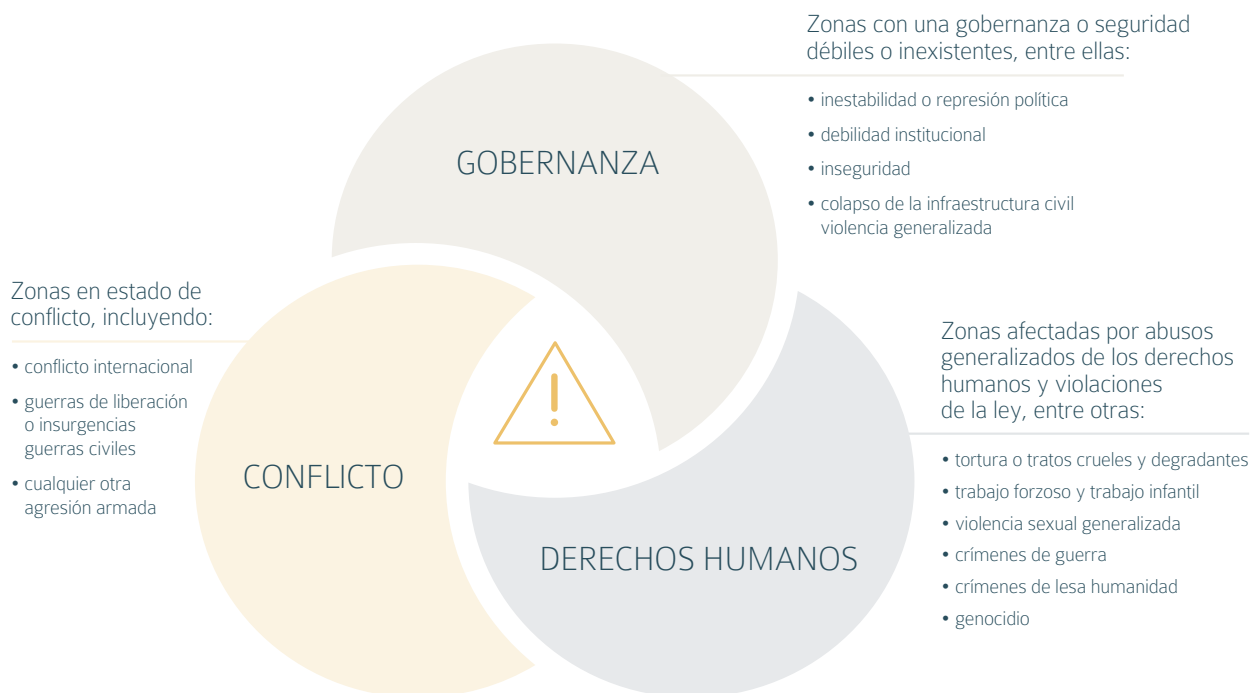 Zonas con una gobernanza o seguridad
débiles o inexistentes, entre ellas:
• inestabilidad o represión política
• debilidad institucional
• inseguridad
• colapso de la infraestructura civil
violencia generalizada
GOBERNANZA
Zonas en estado de
conflicto, incluyendo:
• conflicto internacional
• guerras de liberación
o insurgencias
guerras civiles
• cualquier otra
agresión armada
CONFLICTO
Zonas afectadas por abusos
generalizados de los derechos
humanos y violaciones
de la ley, entre otras:
• tortura o tratos crueles y degradantes
• trabajo forzoso y trabajo infantil
• violencia sexual generalizada
• crímenes de guerra
• crímenes de lesa humanidad
• genocidio
DERECHOS HUMANOS